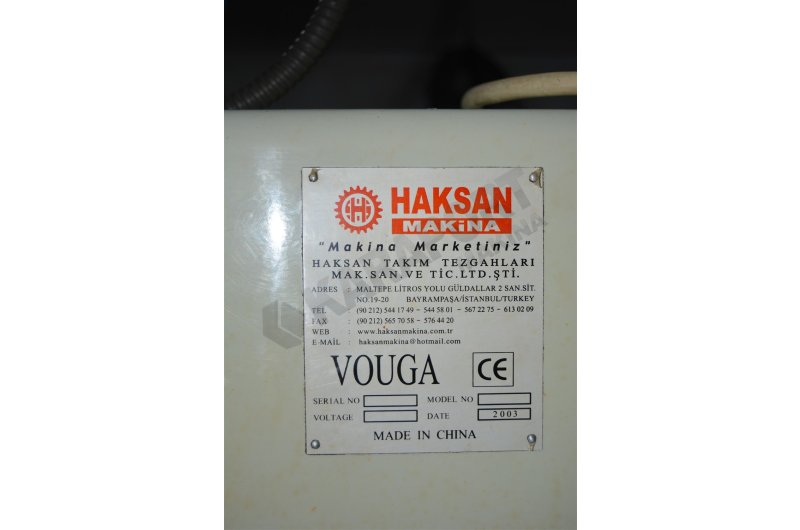 HAKSAN
MAKİNA
"Makina Marketiniz"
HAKSAN TAKIM TEZGAHLARI
MAK.SAN.VE TİC.LTD.ŞTİ.
ADRES : MALTEPE LİTROS YOLU GÜLDALLAR 2 SAN.SİT.
NO.19-20 BAYRAMPAŞA/İSTANBUL/TURKEY
TEL : (90 212) 544 17 49 - 544 58 01 - 567 22 75 - 613 02 09
FAX : (90 212) 565 70 58 - 576 44 20
WEB : www.haksanmakina.com.tr
E-MAIL : haksanmakina@hotmail.com
VOUGA CE
SERIAL NO MODEL NO
VOLTAGE DATE 2003
MADE IN CHINA